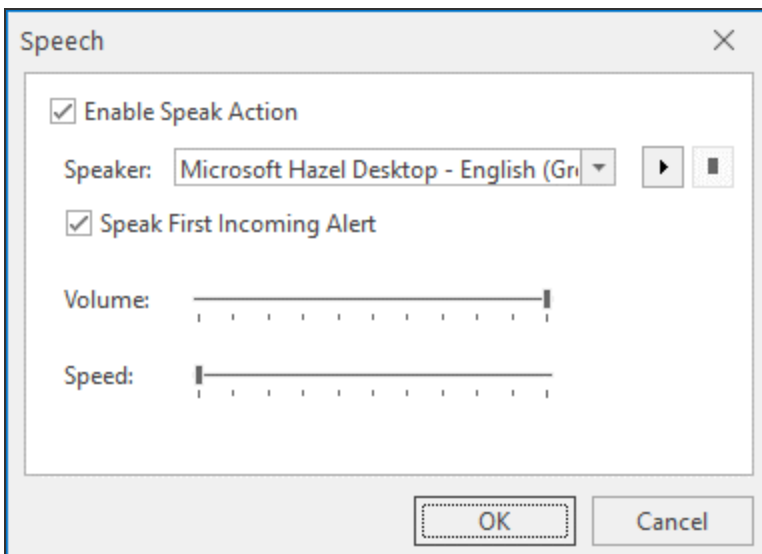 Speech
Enable Speak Action
Speaker: Microsoft Hazel Desktop - English (Gr
Speak First Incoming Alert
Volume:
Speed:
OK Cancel